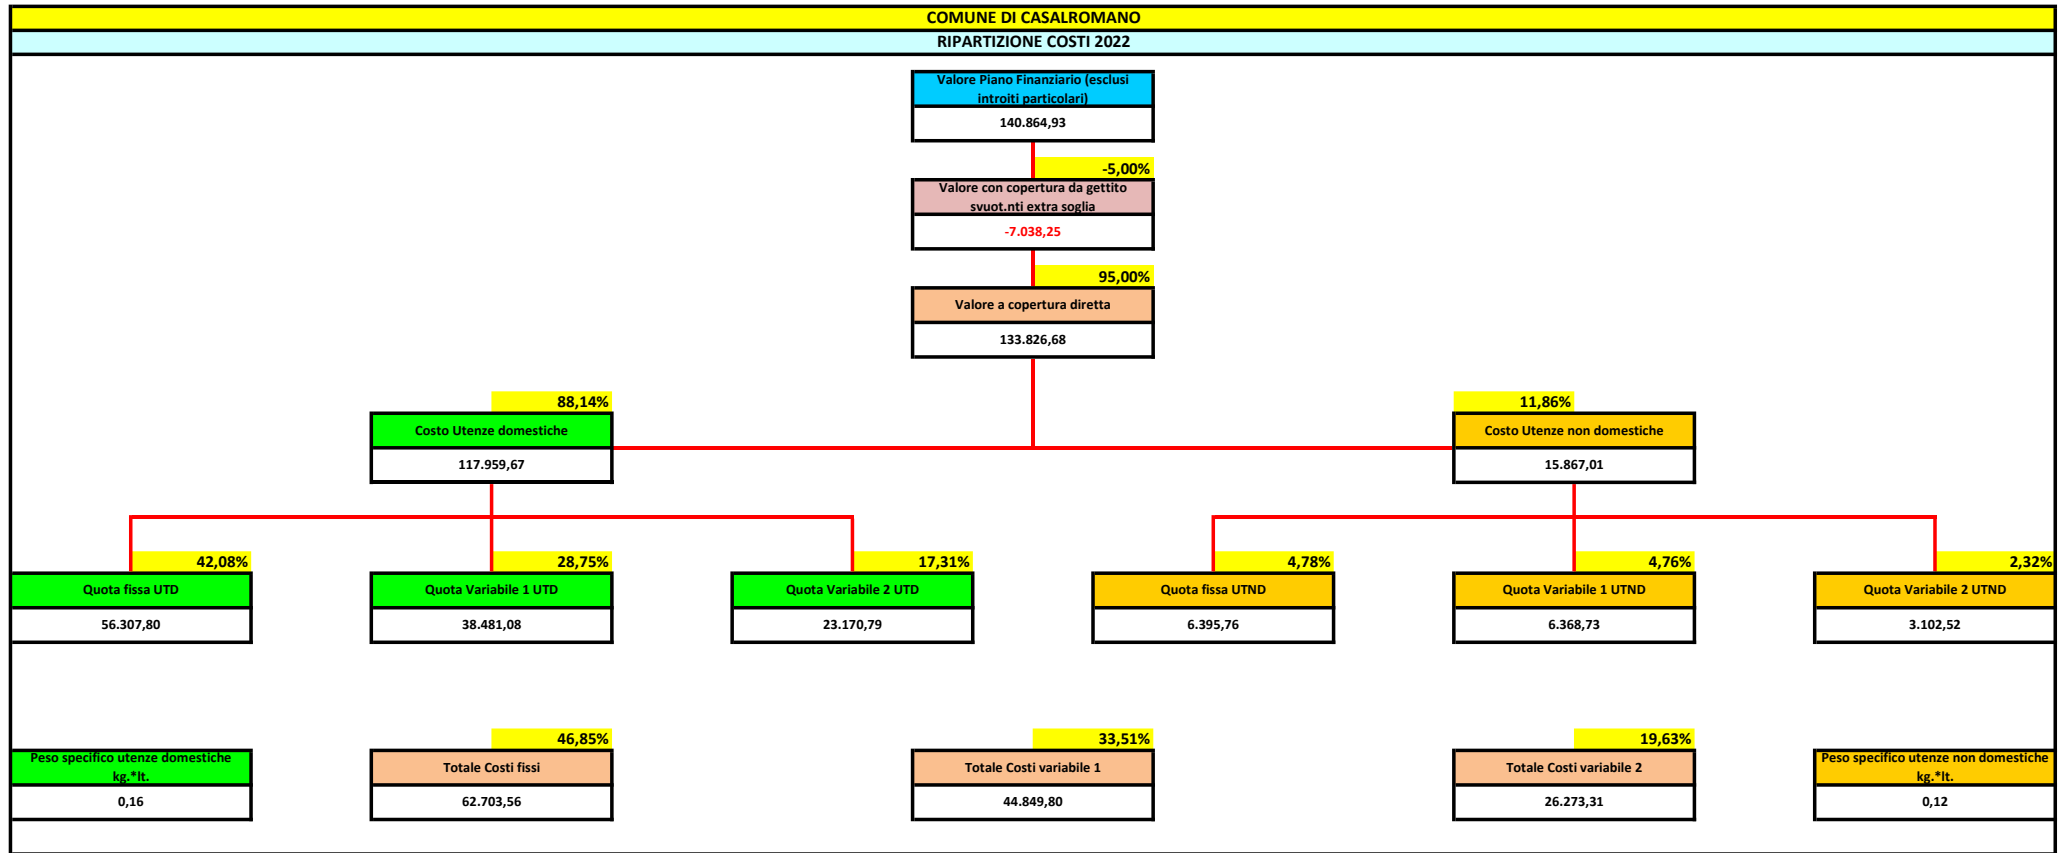 COMUNE DI CASALROMANO
RIPARTIZIONE COSTI 2022
Valore Piano Finanziario (esclusi
introiti particolari)
140.864,93
-5,00%
Valore con copertura da gettito
svuot.nti extra soglia
-7.038,25
95,00%
Valore a copertura diretta
133.826,68
88,14%
11,86%
Costo Utenze domestiche
Costo Utenze non domestiche
117.959,67
15.867,01
42,08%
28,75%
17,31%
4,78%
4,76%
2,32%
Quota fissa UTD
Quota Variabile 1 UTD
Quota Variabile 2 UTD
Quota fissa UTND
Quota Variabile 1 UTND
Quota Variabile 2 UTND
56.307,80
38.481,08
23.170,79
6.395,76
6.368,73
3.102,52
46,85%
33,51%
19,63%
Peso specifico utenze domestiche
kg.*lt.
Totale Costi fissi
Totale Costi variabile 1
Totale Costi variabile 2
Peso specifico utenze non domestiche
kg.*lt.
0,16
62.703,56
44.849,80
26.273,31
0,12